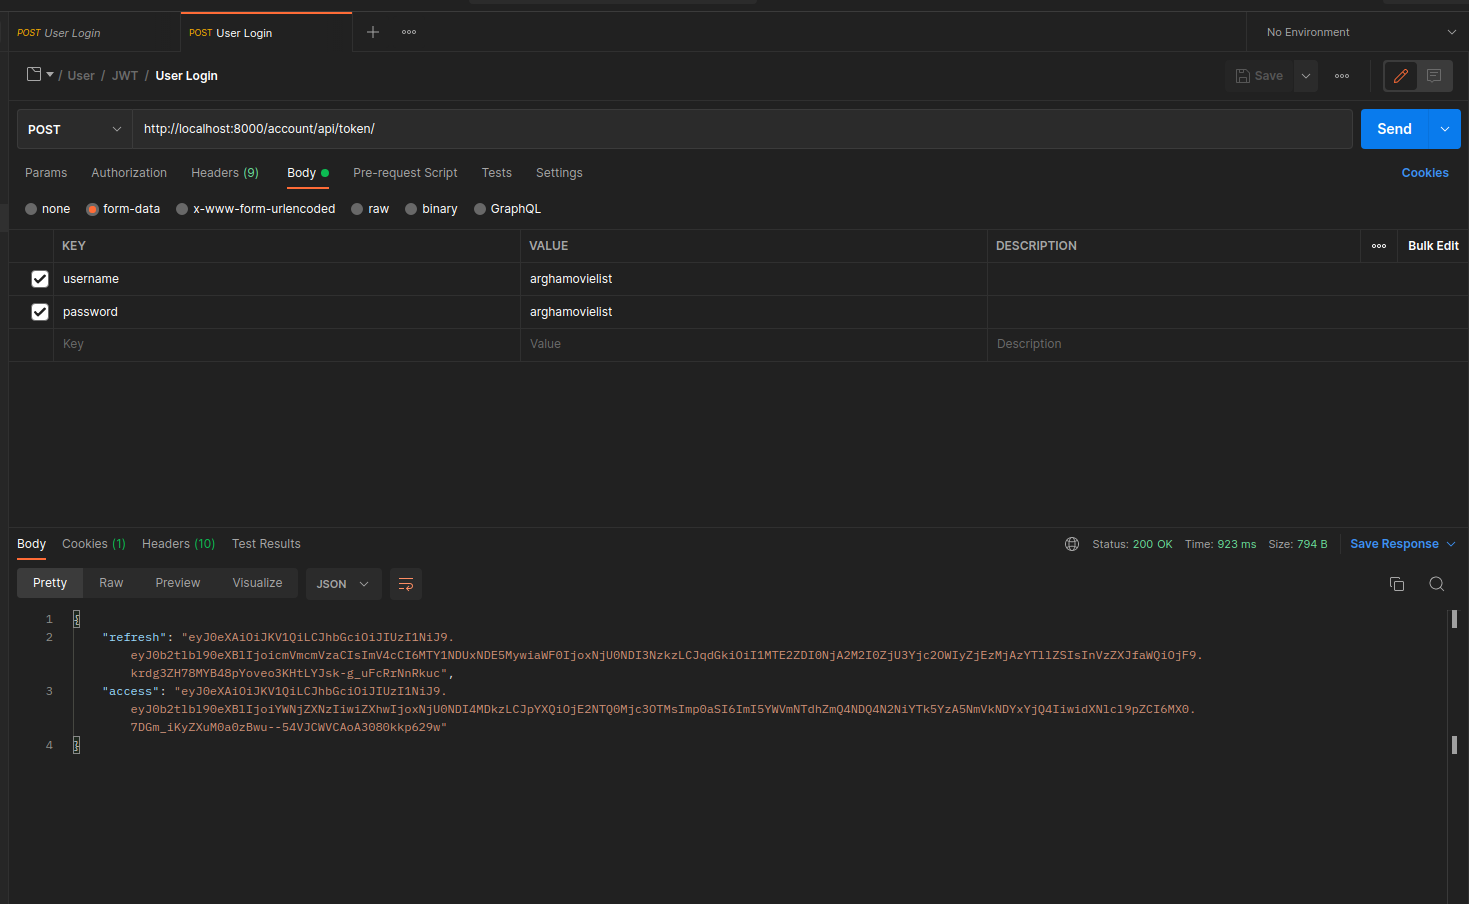 POST User Login
POST User Login
No Environment
/ User / JWT / User Login
Save
POST
http://localhost:8000/account/api/token/
Send
Params Authorization Headers (9) Body Pre-request Script Tests Settings
Cookies
none form-data x-www-form-urlencoded raw binary GraphQL
KEY VALUE DESCRIPTION Bulk Edit
username arghamovielist
password arghamovielist
Key Value Description
Body Cookies (1) Headers (10) Test Results
Status: 200 OK Time: 923 ms Size: 794 B Save Response
Pretty Raw Preview Visualize JSON
1 {
2 "refresh": "eyJ0eXAiOiJKV1QiLCJhbGciOiJIUzI1NiJ9.
eyJ0b2tlbl90eXBlIjoicmVmcmVzaCIsImV4cCI6MTY1NDUxNDE5MywiaWF0IjoxNjU0NDI3NzkzLCJqdGkiOiI1MTE2ZDI0NjA2M2I0ZjU3Yjc2OWIyZjEzMjAzYTllZSIsInVzZXJfaWQiOjF9.
krdg3ZH78MYB48pYoveo3KHtLYJsk-g_uFcRrNnRkuc",
3 "access": "eyJ0eXAiOiJKV1QiLCJhbGciOiJIUzI1NiJ9.
eyJ0b2tlbl90eXBlIjoiYWNjZXNzIiwiZXhwIjoxNjU0NDI4MDkzLCJpYXQiOjE2NTQ0Mjc3OTMsImp0aSI6ImI5YWVmNTdhZmQ4NDQ4N2NiYTk5YzA5NmVkNDYxYjQ4IiwidXNlcl9pZCI6MX0.
7DGm_iKyZXuM0a0zBwu--54VJCWVCAoA3080kkp629w"
4 }